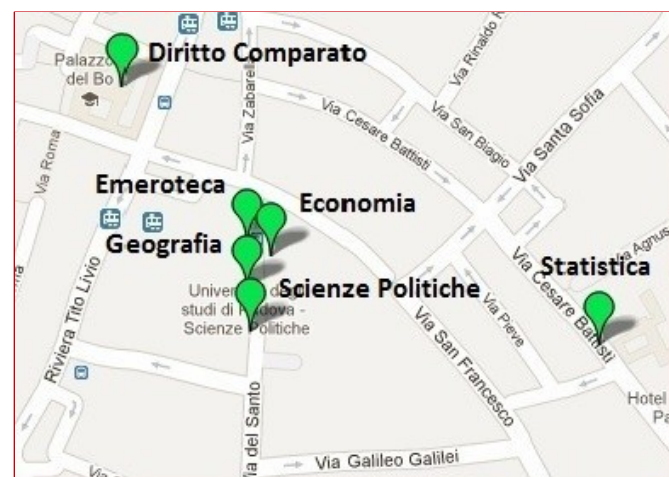 Diritto Comparato
Palazzo
del Bo
Via Roma
Via Zabarella
Via Rinaldo R
Via Cesare Battisti
Via San Biagio
Via Santa Sofia
Emeroteca
Economia
Geografia
Scienze Politiche
Statistica
Via Agnus
studi di Padova -
Scienze Politiche
Riviera Tito Livio
Via Cesare Battisti
Via Pieve
Via San Francesco
Via del Santo
Hotel
Pa
Via Galileo Galilei